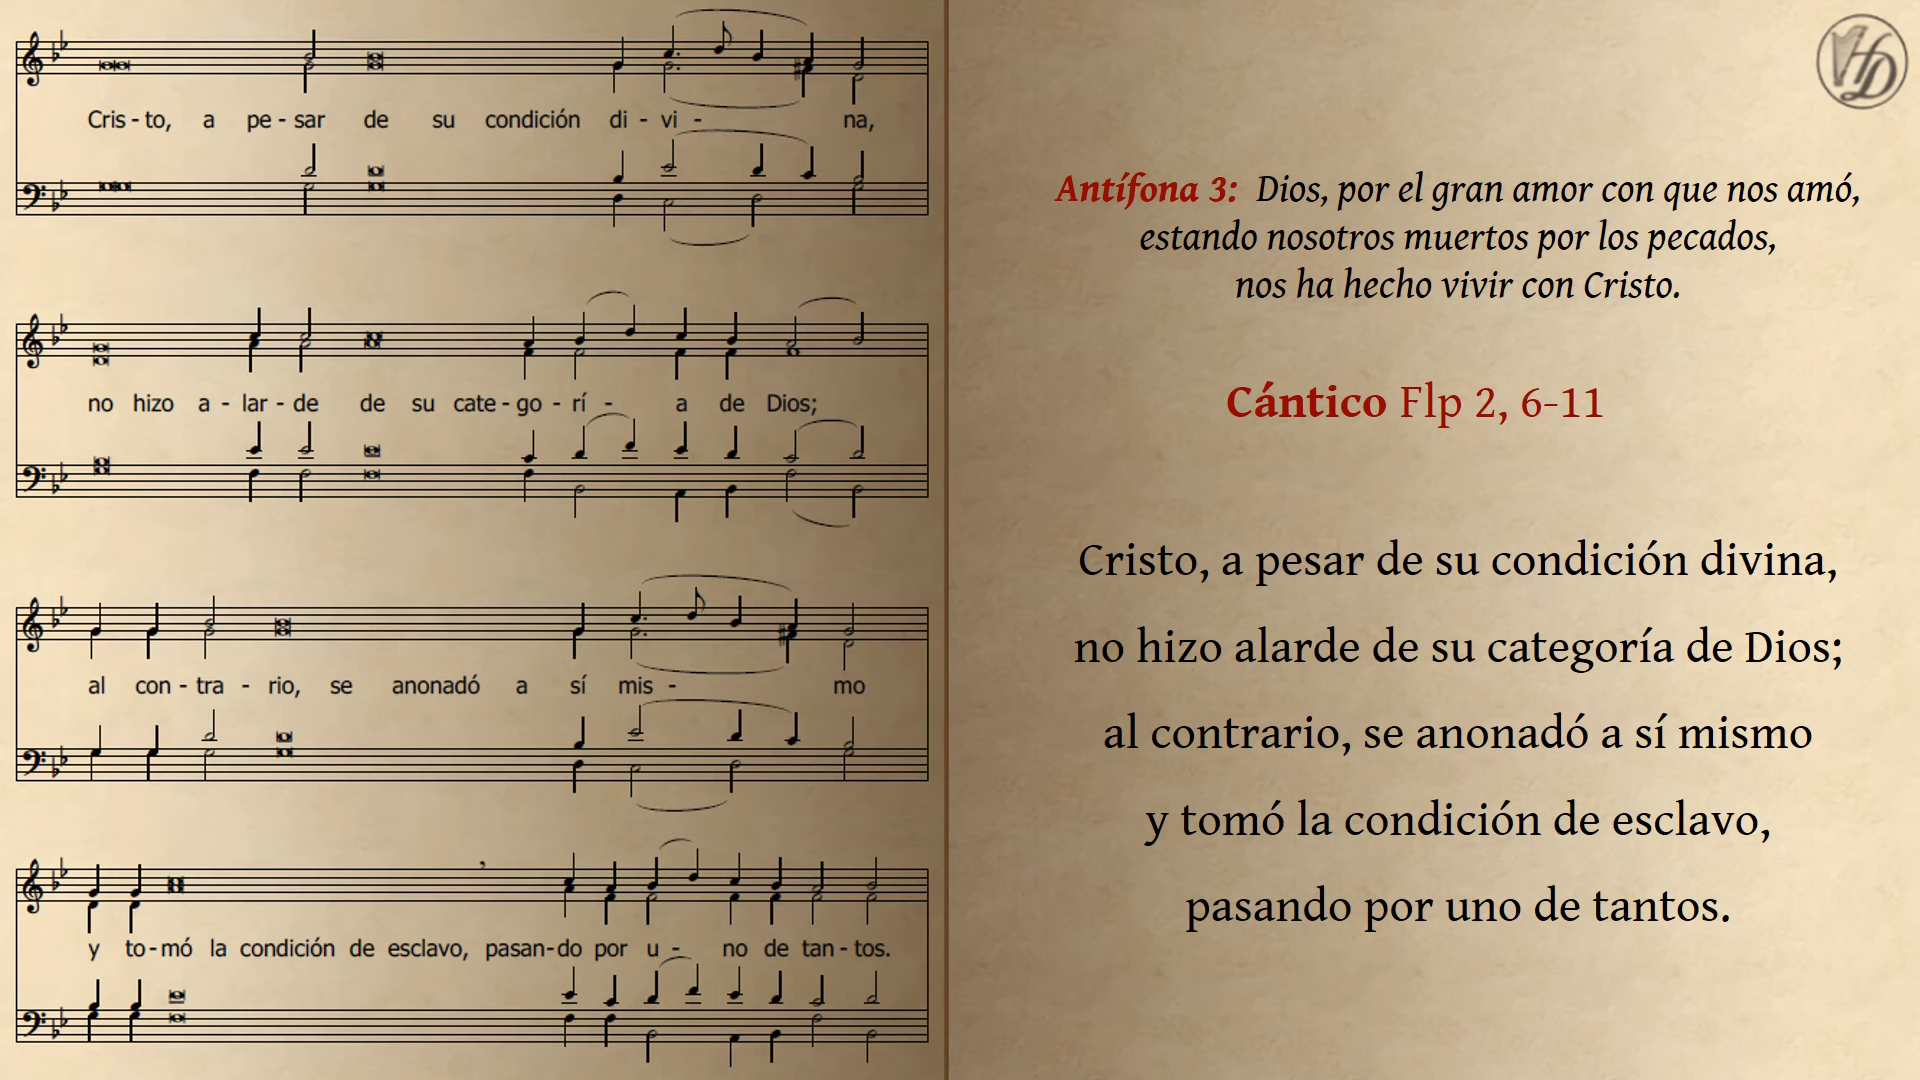 Cris - to, a pe - sar de su condición di - vi - na,
no hizo a - lar - de de su cate - go - rí - a de Dios;
al con - tra - rio, se anonadó a sí mis - mo
y to - mó la condición de esclavo, pasan - do por u - no de tan - tos.
HD
Antífona 3: Dios, por el gran amor con que nos amó,
estando nosotros muertos por los pecados,
nos ha hecho vivir con Cristo.
Cántico Flp 2, 6-11
Cristo, a pesar de su condición divina,
no hizo alarde de su categoría de Dios;
al contrario, se anonadó a sí mismo
y tomó la condición de esclavo,
pasando por uno de tantos.